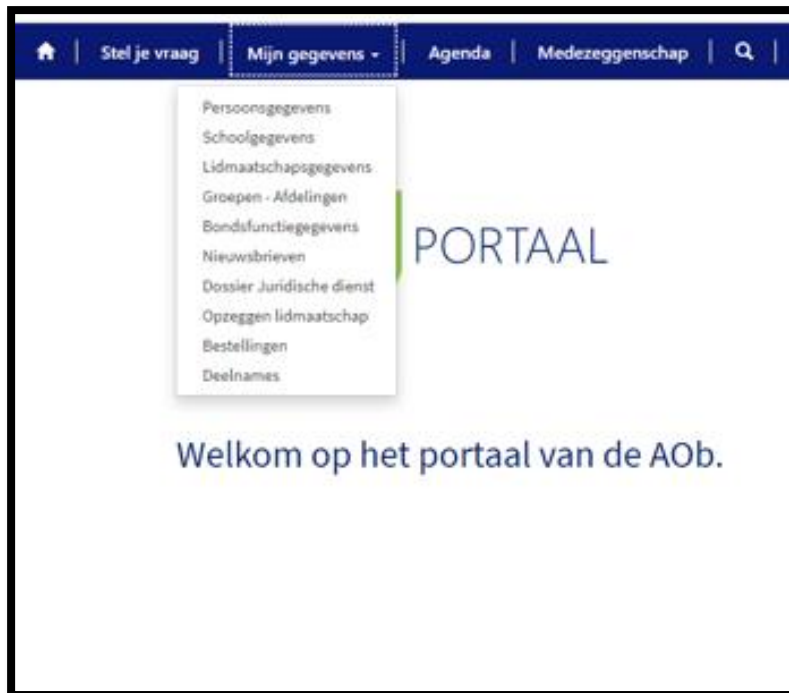 Stel je vraag | Mijn gegevens | Agenda | Medezeggenschap | |
Persoonsgegevens
Schoolgegevens
Lidmaatschapsgegevens
Groepen - Afdelingen
Bondsfunctiegegevens
Nieuwsbrieven
Dossier Juridische dienst
Opzeggen lidmaatschap
Bestellingen
Deelnames
PORTAAL
Welkom op het portaal van de AOb.